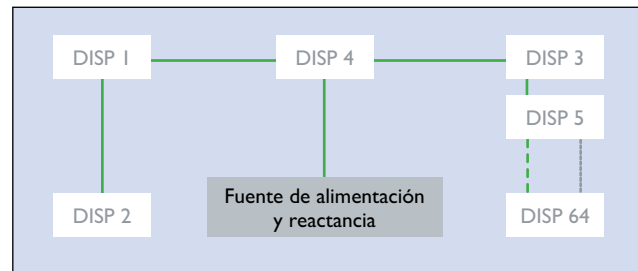 DISP 1
DISP 4
DISP 3
DISP 5
DISP 2
Fuente de alimentación
y reactancia
DISP 64